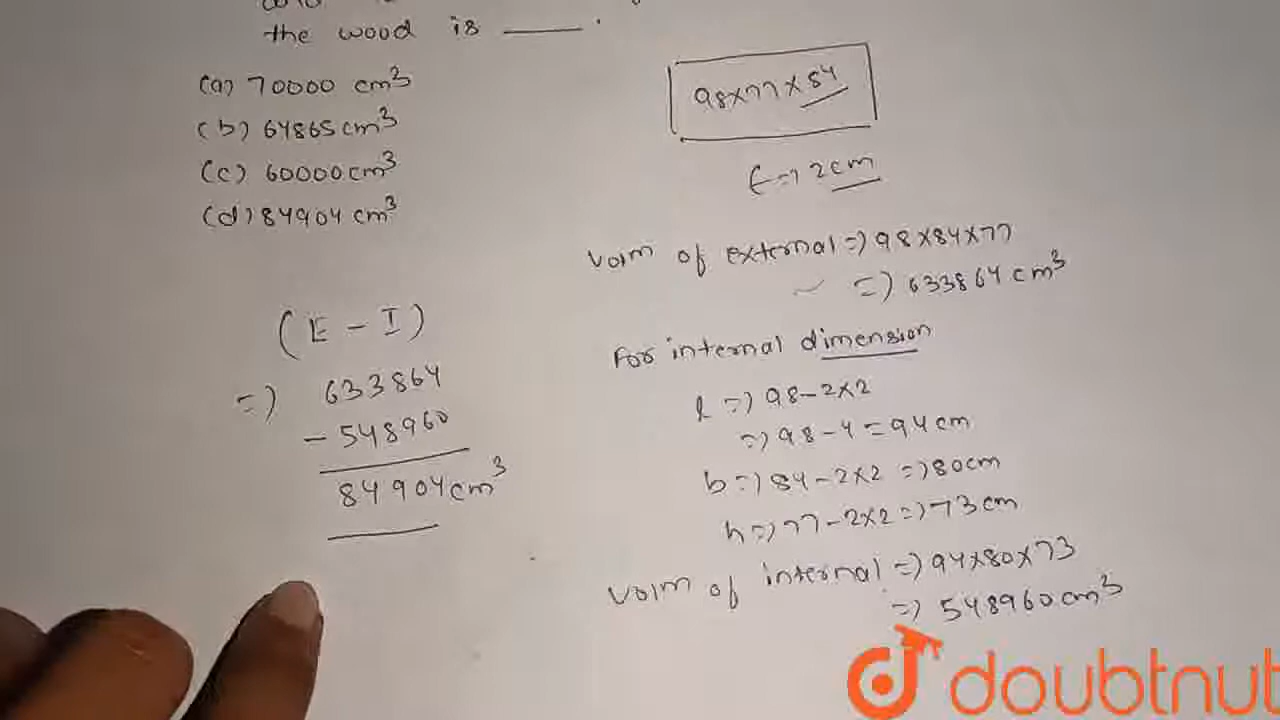 the wood is ____.
(a) 70000 cm³
(b) 64865 cm³
(c) 60000 cm³
(d) 84904 cm³
(E - I)
=) 633864
- 548960
84904 cm³
98×77×84
t=) 2cm
Volm of external =) 98×84×77
=) 633864 cm³
For internal dimension
l =) 98-2×2
=) 98-4=94 cm
b=) 84-2×2 =) 80cm
h=) 77-2×2 =) 73 cm
Volm of internal =) 94×80×73
=) 548960 cm³
doubtnut